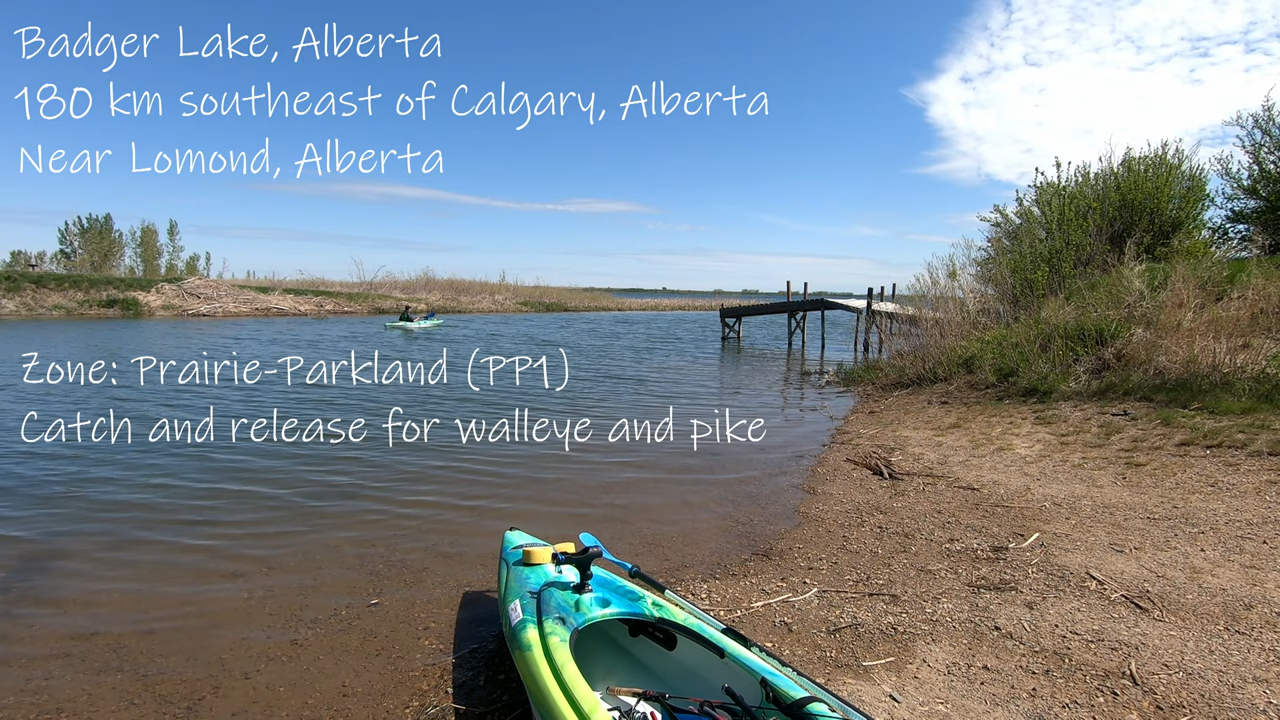 Badger Lake, Alberta
180 km southeast of Calgary, Alberta
Near Lomond, Alberta
Zone: Prairie-Parkland (PP1)
Catch and release for walleye and pike